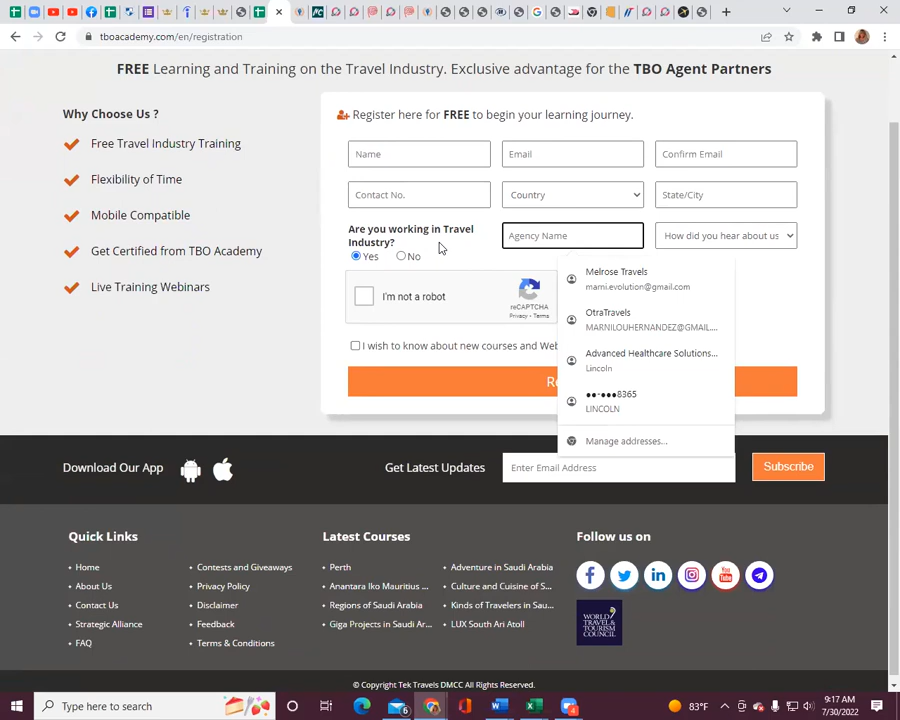 tboacademy.com/en/registration
FREE Learning and Training on the Travel Industry. Exclusive advantage for the TBO Agent Partners
Why Choose Us ?
Free Travel Industry Training
Flexibility of Time
Mobile Compatible
Get Certified from TBO Academy
Live Training Webinars
Register here for FREE to begin your learning journey.
Name
Email
Confirm Email
Contact No.
Country
State/City
Are you working in Travel
Industry?
Yes
No
Agency Name
How did you hear about us
I'm not a robot
reCAPTCHA
Privacy - Terms
Melrose Travels
marni.evolution@gmail.com
OtraTravels
MARNILOUHERNANDEZ@GMAIL....
Advanced Healthcare Solutions...
Lincoln
8365
LINCOLN
Manage addresses...
I wish to know about new courses and Web
Re
Download Our App
Get Latest Updates
Enter Email Address
Subscribe
Quick Links
Home
About Us
Contact Us
Strategic Alliance
FAQ
Contests and Giveaways
Privacy Policy
Disclaimer
Feedback
Terms & Conditions
Latest Courses
Perth
Anantara Iko Mauritius ...
Regions of Saudi Arabia
Giga Projects in Saudi Ar...
Adventure in Saudi Arabia
Culture and Cuisine of S...
Kinds of Travelers in Sau...
LUX South Ari Atoll
Follow us on
WORLD
TRAVEL &
TOURISM
COUNCIL
© Copyright Tek Travels DMCC All Rights Reserved.
Type here to search
83°F
9:17 AM
7/30/2022